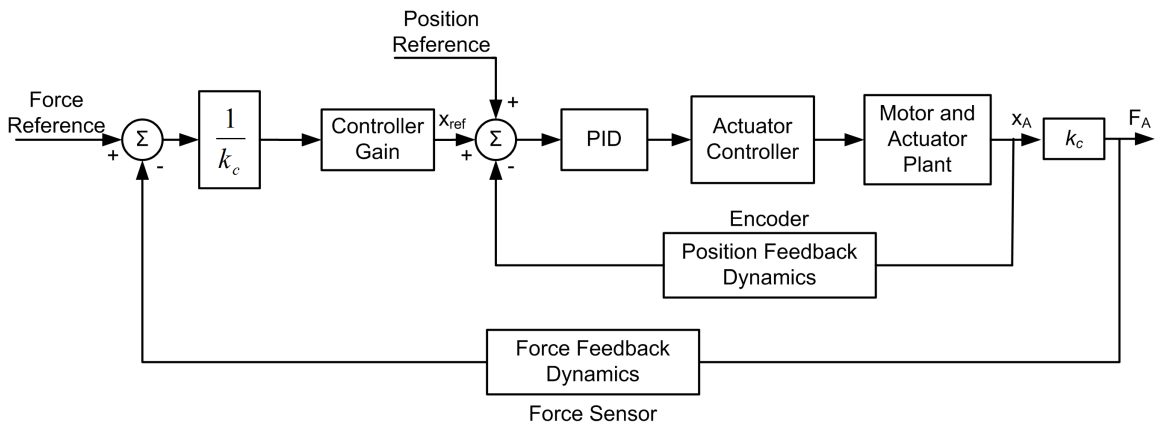 Position
Reference
Force
Reference
+
-
Σ
1
k_c
Controller
Gain
x_ref
+
+
-
Σ
PID
Actuator
Controller
Motor and
Actuator
Plant
x_A
k_c
F_A
Encoder
Position Feedback
Dynamics
Force Feedback
Dynamics
Force Sensor